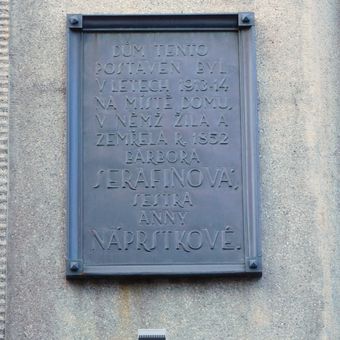 DŮM TENTO
POSTAVEN BYL
V LETECH 1913-14
NA MÍSTĚ DOMU,
V NĚMŽ ŽILA A
ZEMŘELA R. 1852
BARBORA
SERAFINOVÁ,
SESTRA
ANNY
NÁPRSTKOVÉ.